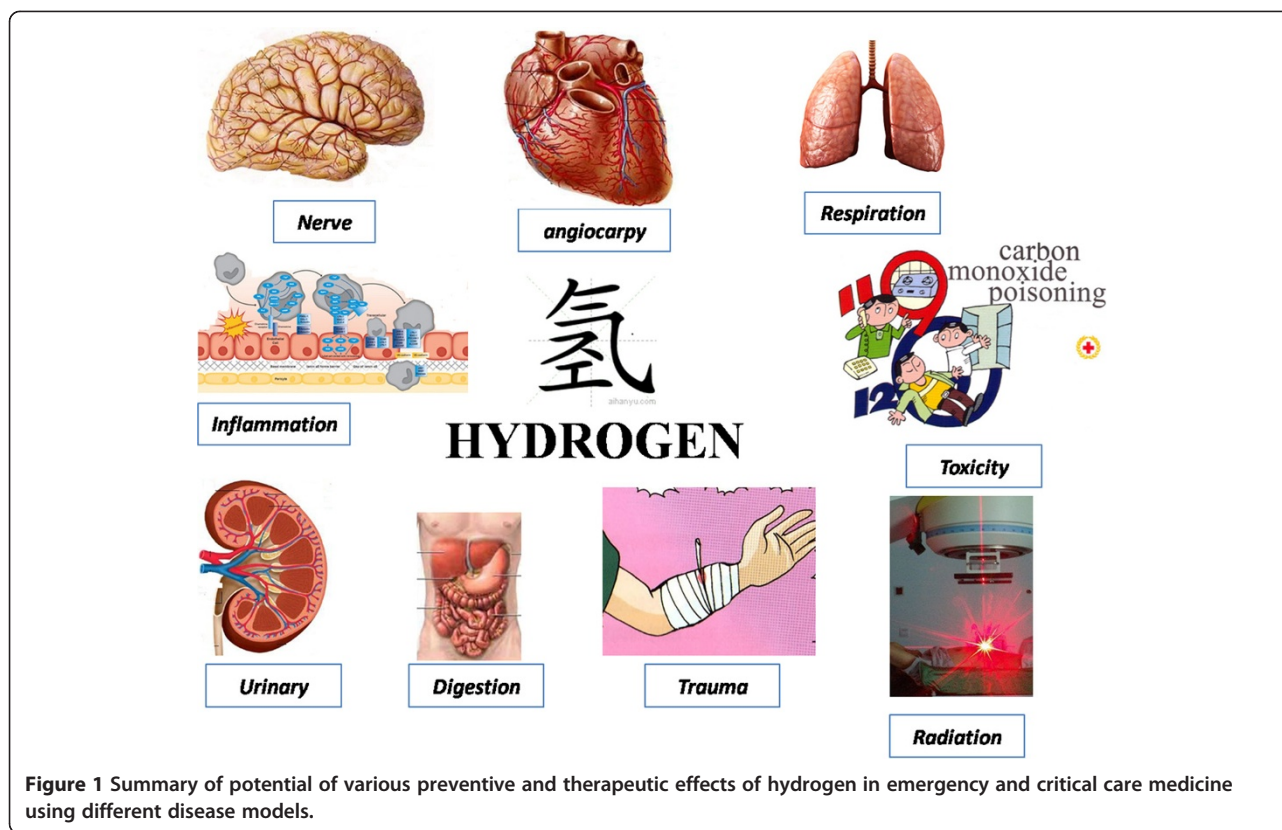 Nerve
angiocarpy
Respiration
carbon
monoxide
poisoning
119
120
氢
aihanyu.com
HYDROGEN
Inflammation
Toxicity
Urinary
Digestion
Trauma
Radiation
Figure 1 Summary of potential of various preventive and therapeutic effects of hydrogen in emergency and critical care medicine
using different disease models.